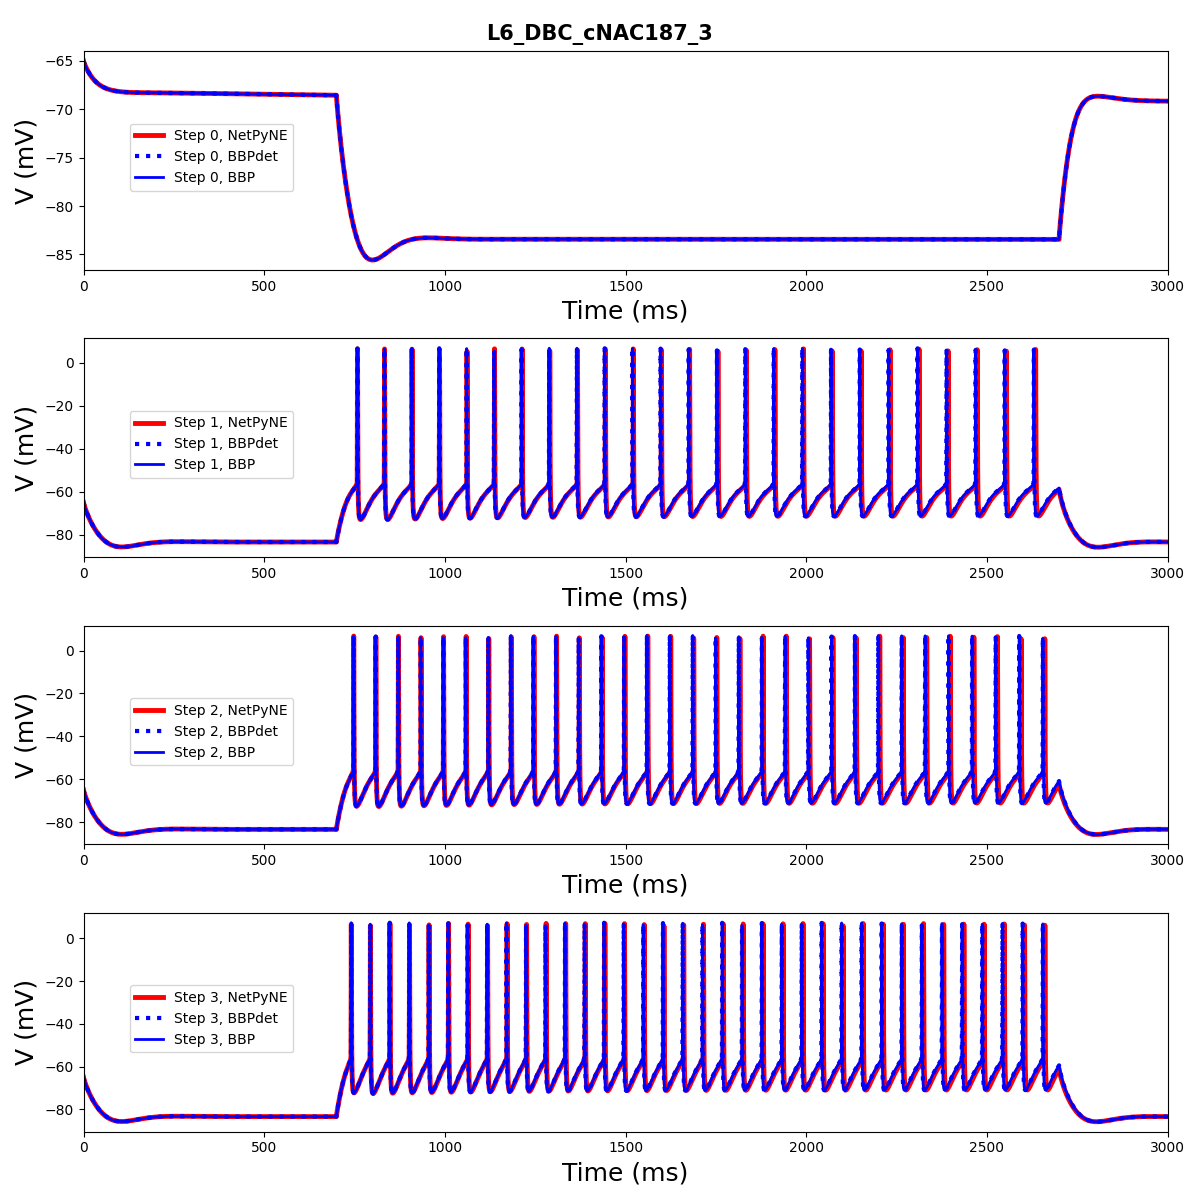 L6_DBC_cNAC187_3
−65
−70
−75
−80
−85
V (mV)
Step 0, NetPyNE
Step 0, BBPdet
Step 0, BBP
0 500 1000 1500 2000 2500 3000
Time (ms)
0
−20
−40
−60
−80
V (mV)
Step 1, NetPyNE
Step 1, BBPdet
Step 1, BBP
0 500 1000 1500 2000 2500 3000
Time (ms)
0
−20
−40
−60
−80
V (mV)
Step 2, NetPyNE
Step 2, BBPdet
Step 2, BBP
0 500 1000 1500 2000 2500 3000
Time (ms)
0
−20
−40
−60
−80
V (mV)
Step 3, NetPyNE
Step 3, BBPdet
Step 3, BBP
0 500 1000 1500 2000 2500 3000
Time (ms)